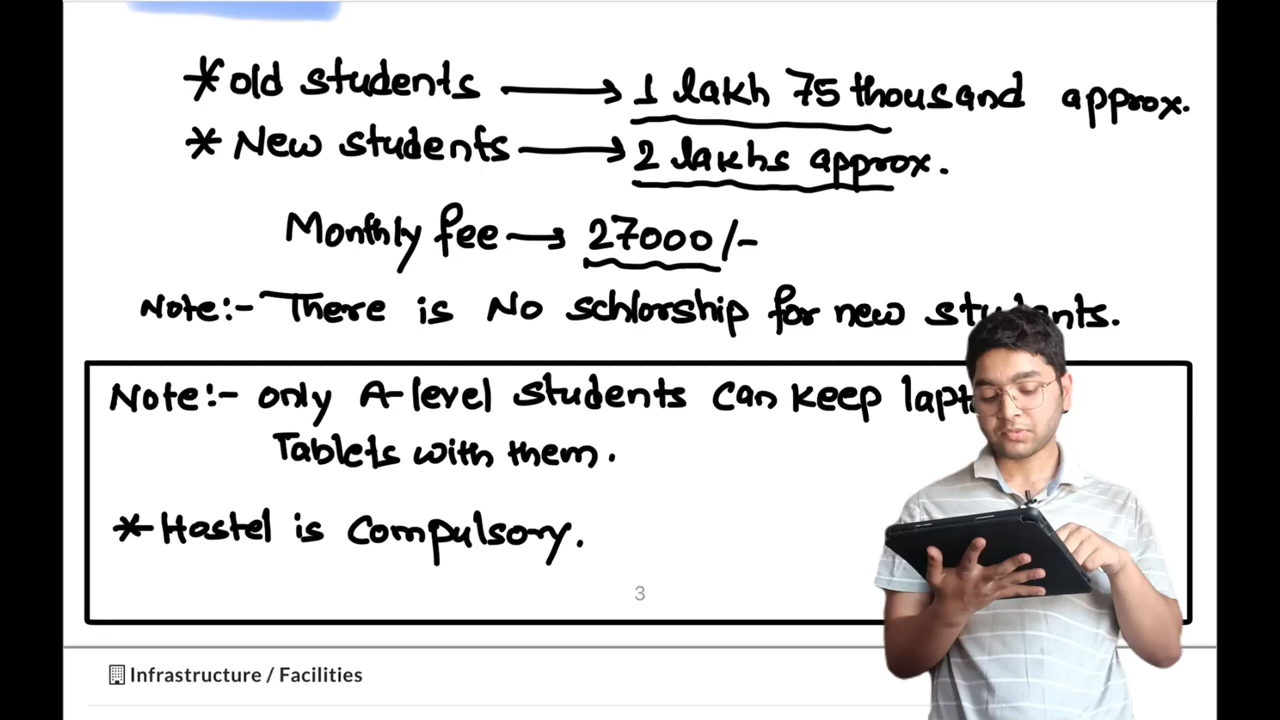 * old students → 1 lakh 75 thousand approx.
* New students → 2 lakhs approx.
Monthly fee → 27000/-
Note:- There is No schlorship for new students.
Note:- only A-level students can keep
Tablets with them.
* Hostel is compulsory.
3
Infrastructure / Facilities